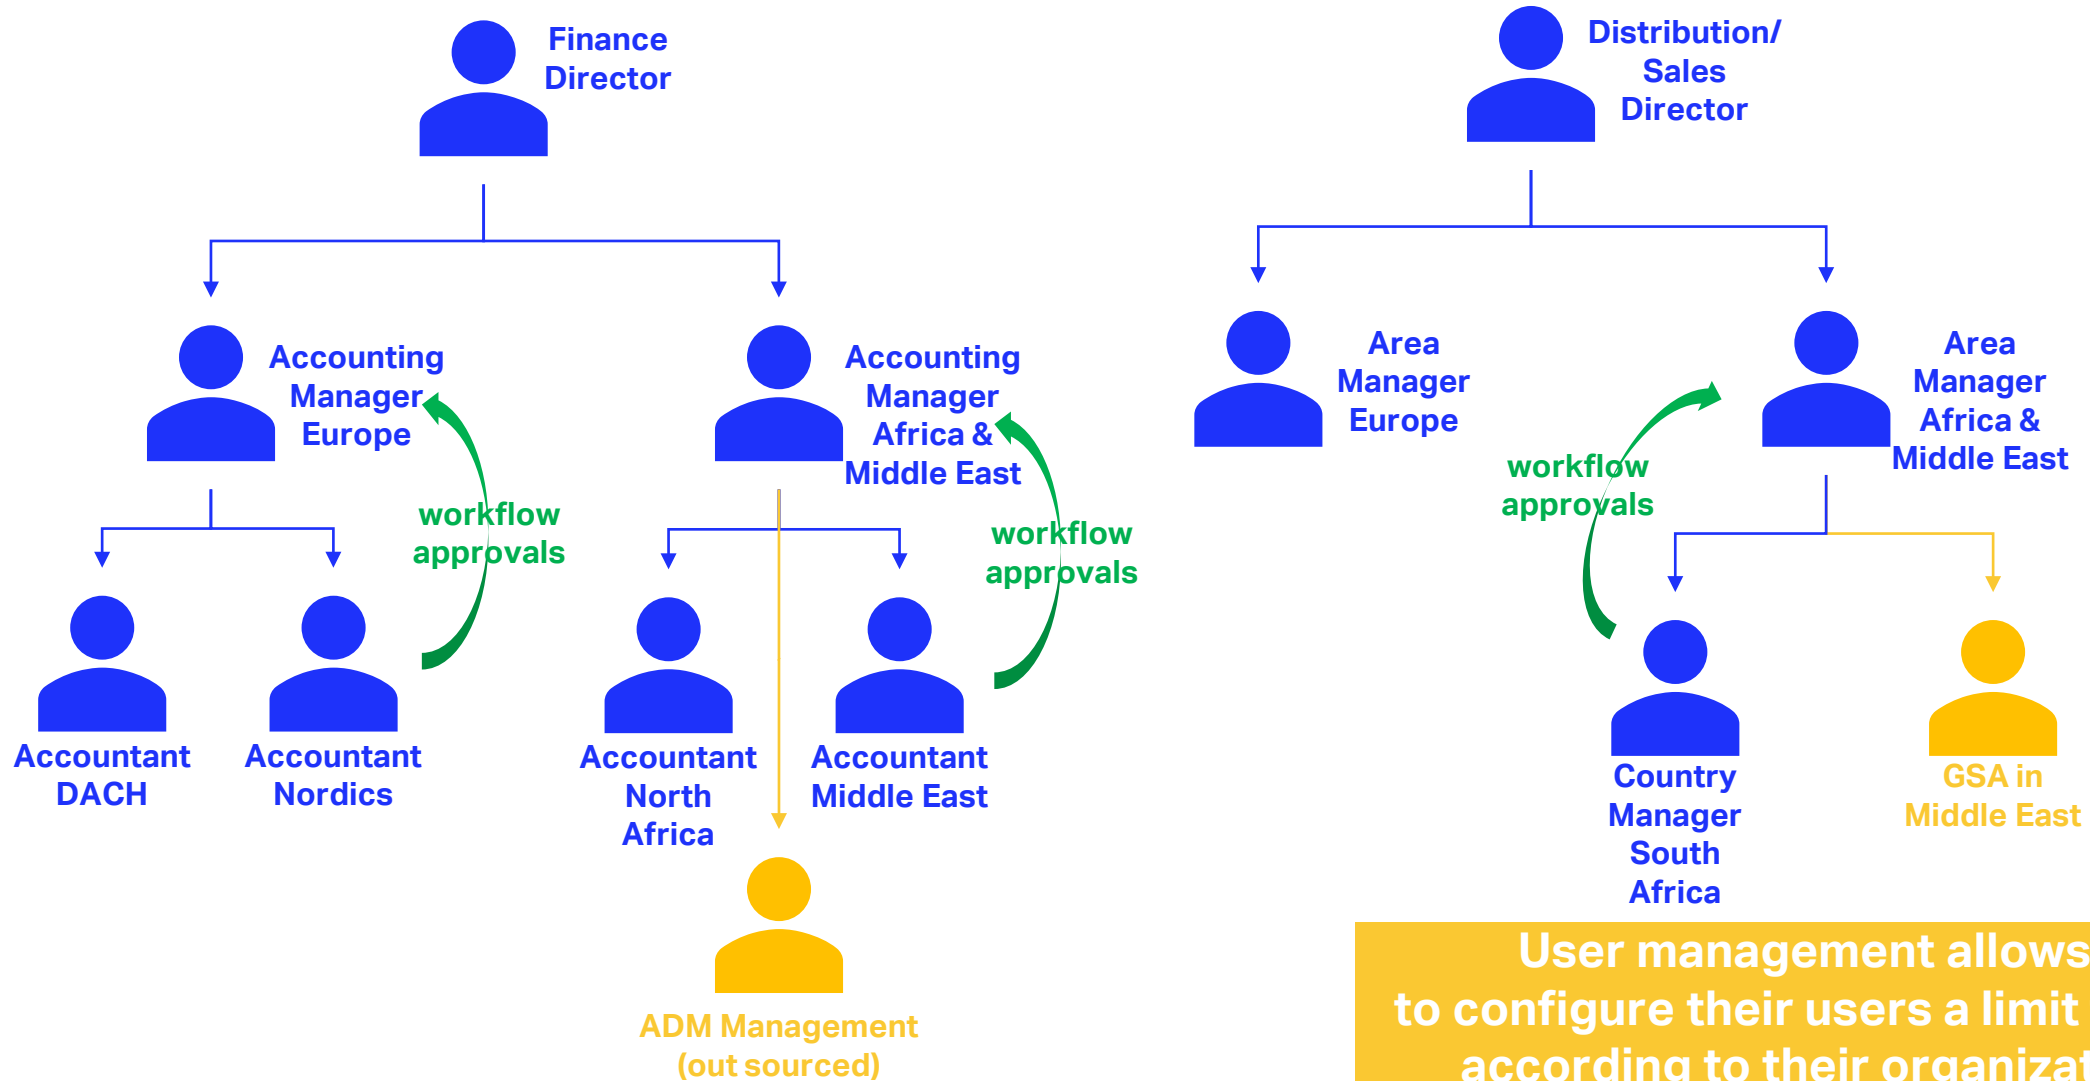 Finance
Director
Distribution/
Sales
Director
Accounting
Manager
Europe
Accounting
Manager
Africa &
Middle East
Area
Manager
Europe
Area
Manager
Africa &
Middle East
workflow
approvals
workflow
approvals
workflow
approvals
Accountant
DACH
Accountant
Nordics
Accountant
North
Africa
Accountant
Middle East
Country
Manager
South
Africa
GSA in
Middle East
ADM Management
(out sourced)
User management allows
to configure their users a limit
according to their